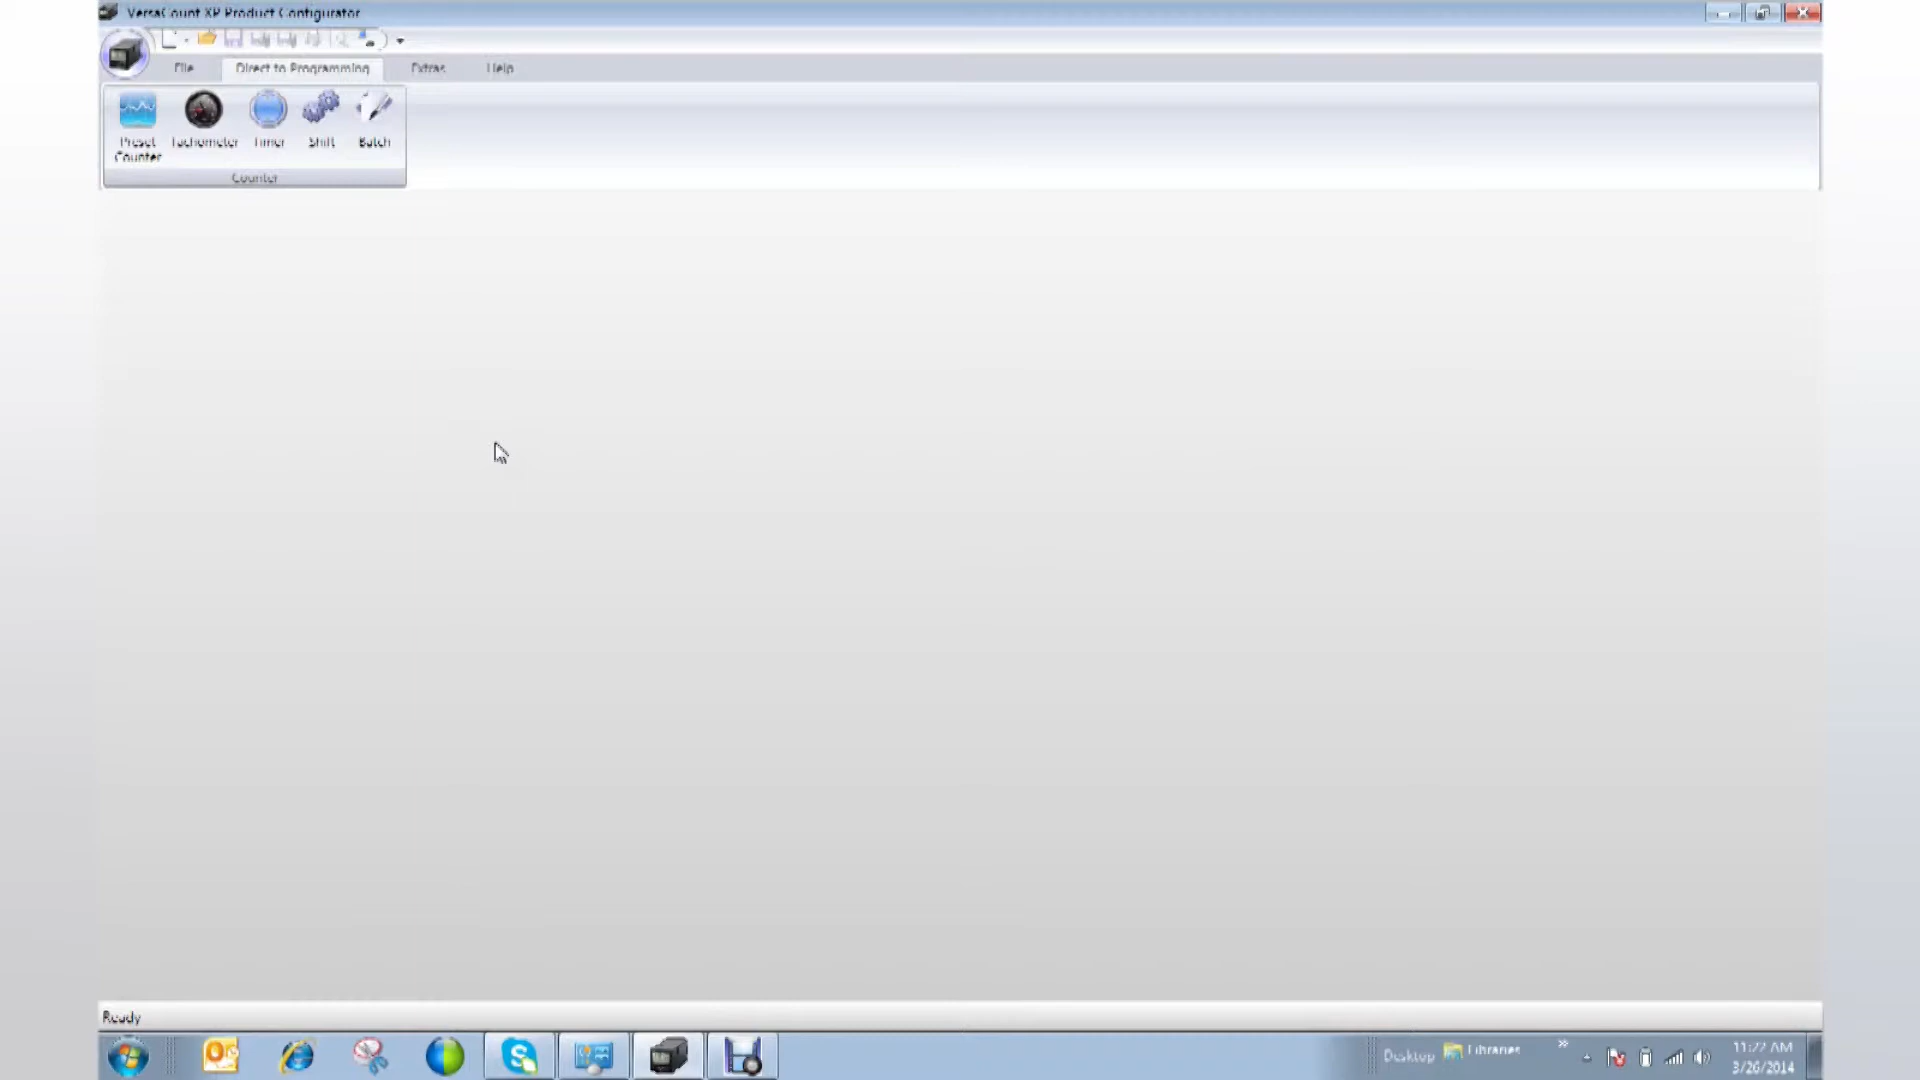 VersaCount XP Product Configurator
File Direct to Programming Extras Help
Preset Counter Tachometer Timer Shift Batch
Counter
Ready
Desktop Libraries
11:27 AM
3/26/2014